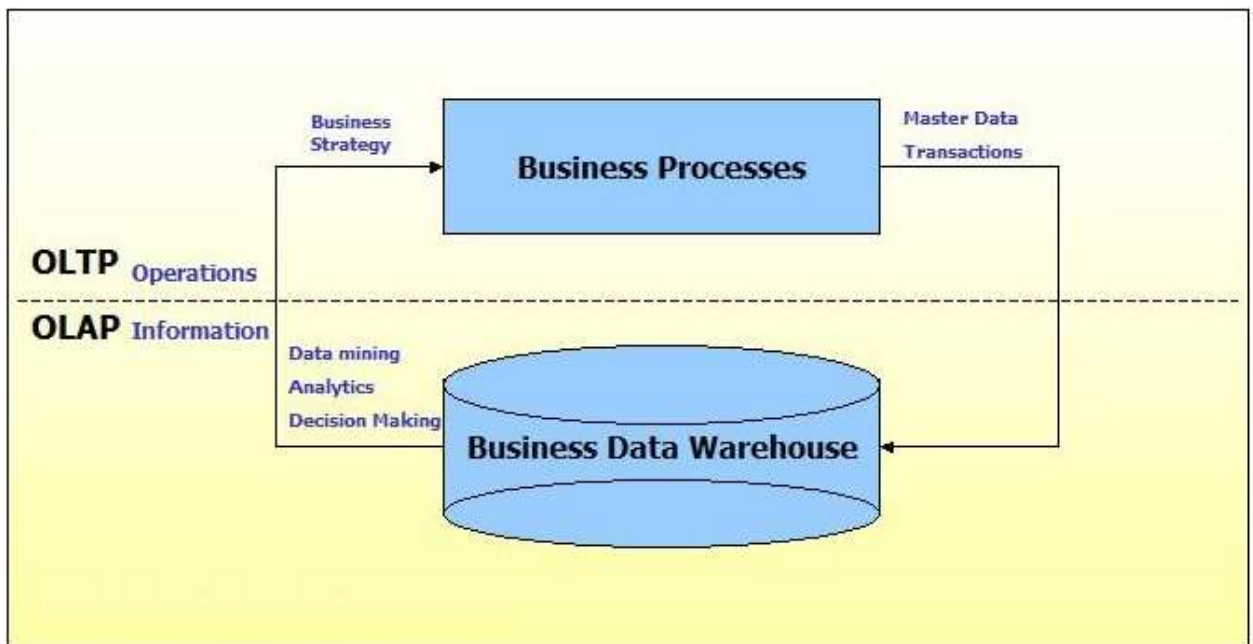 Business
Strategy
Business Processes
Master Data
Transactions
OLTP Operations
OLAP Information
Data mining
Analytics
Decision Making
Business Data Warehouse